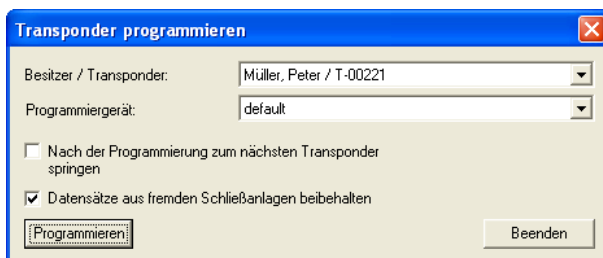 Transponder programmieren
Besitzer / Transponder: Müller, Peter / T-00221
Programmiergerät: default
Nach der Programmierung zum nächsten Transponder
springen
Datensätze aus fremden Schließanlagen beibehalten
Programmieren Beenden